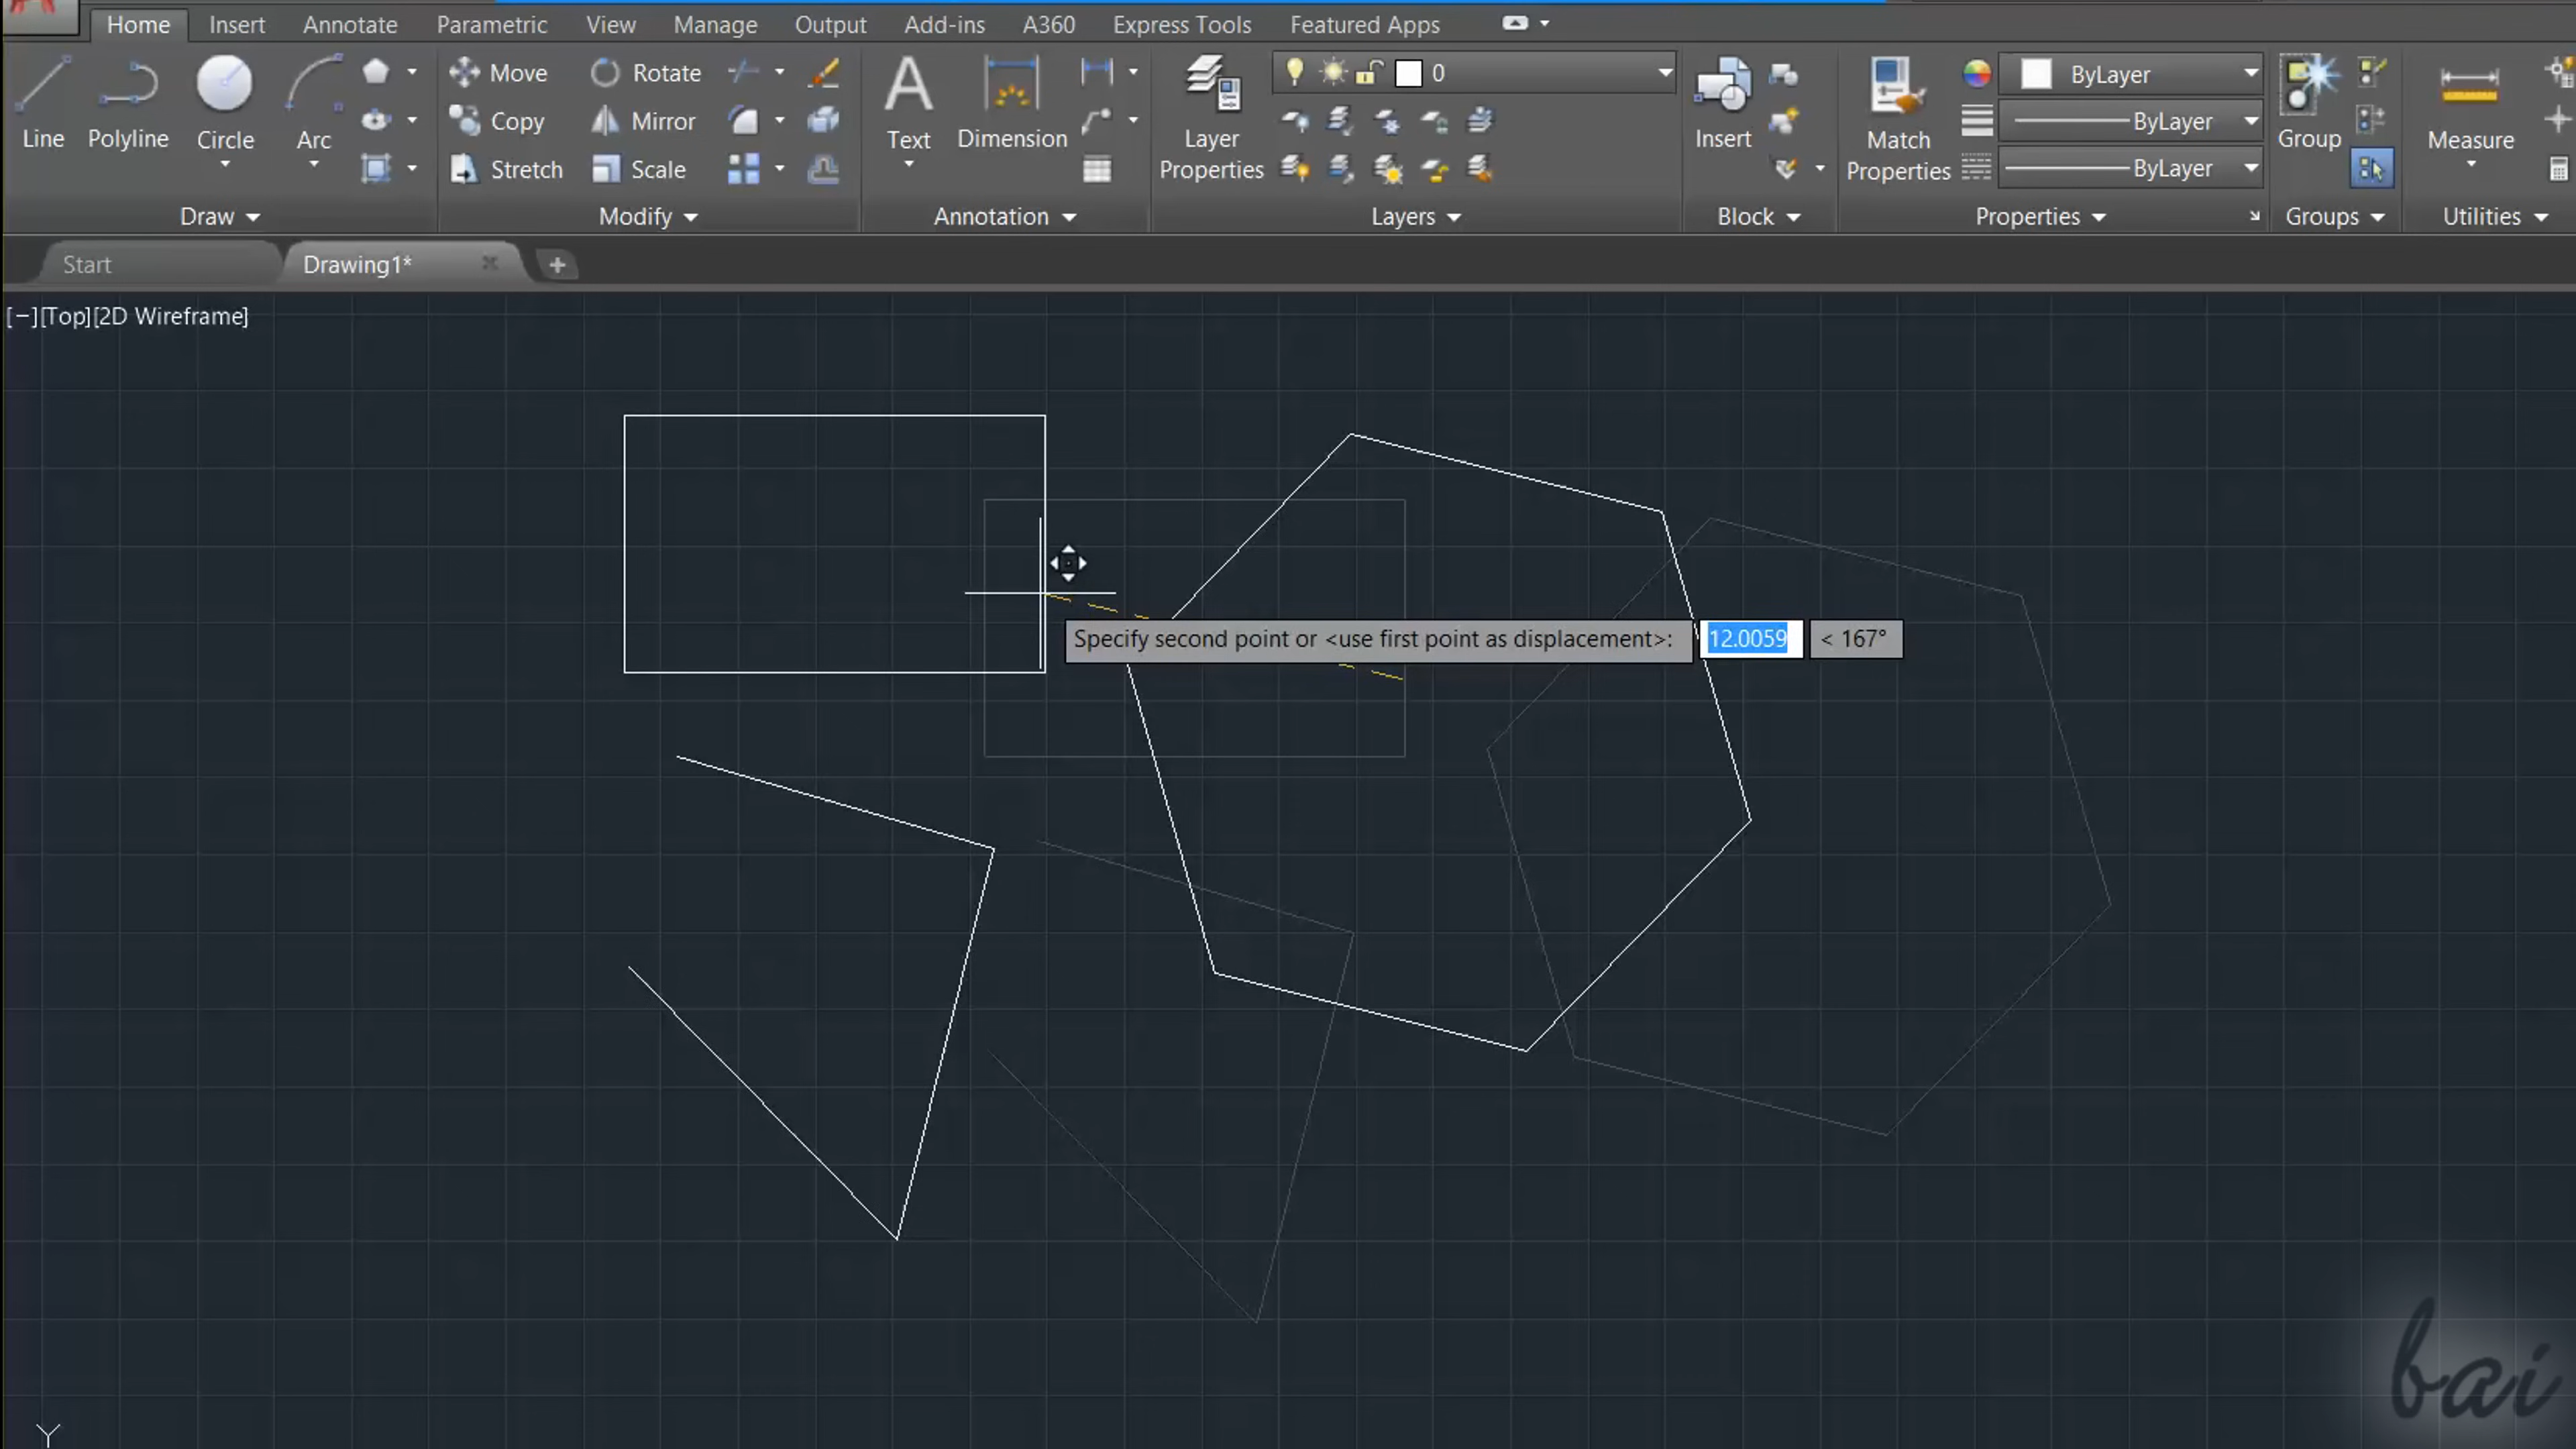 Home Insert Annotate Parametric View Manage Output Add-ins A360 Express Tools Featured Apps
Line Polyline Circle Arc
Move Rotate
Copy Mirror
Stretch Scale
Text Dimension
Layer Properties
0
Insert
Match Properties
ByLayer
ByLayer
ByLayer
Group
Measure
Draw Modify Annotation Layers Block Properties Groups Utilities
Start Drawing1*
[−][Top][2D Wireframe]
Specify second point or <use first point as displacement>: 12.0059 < 167°
Y
bai